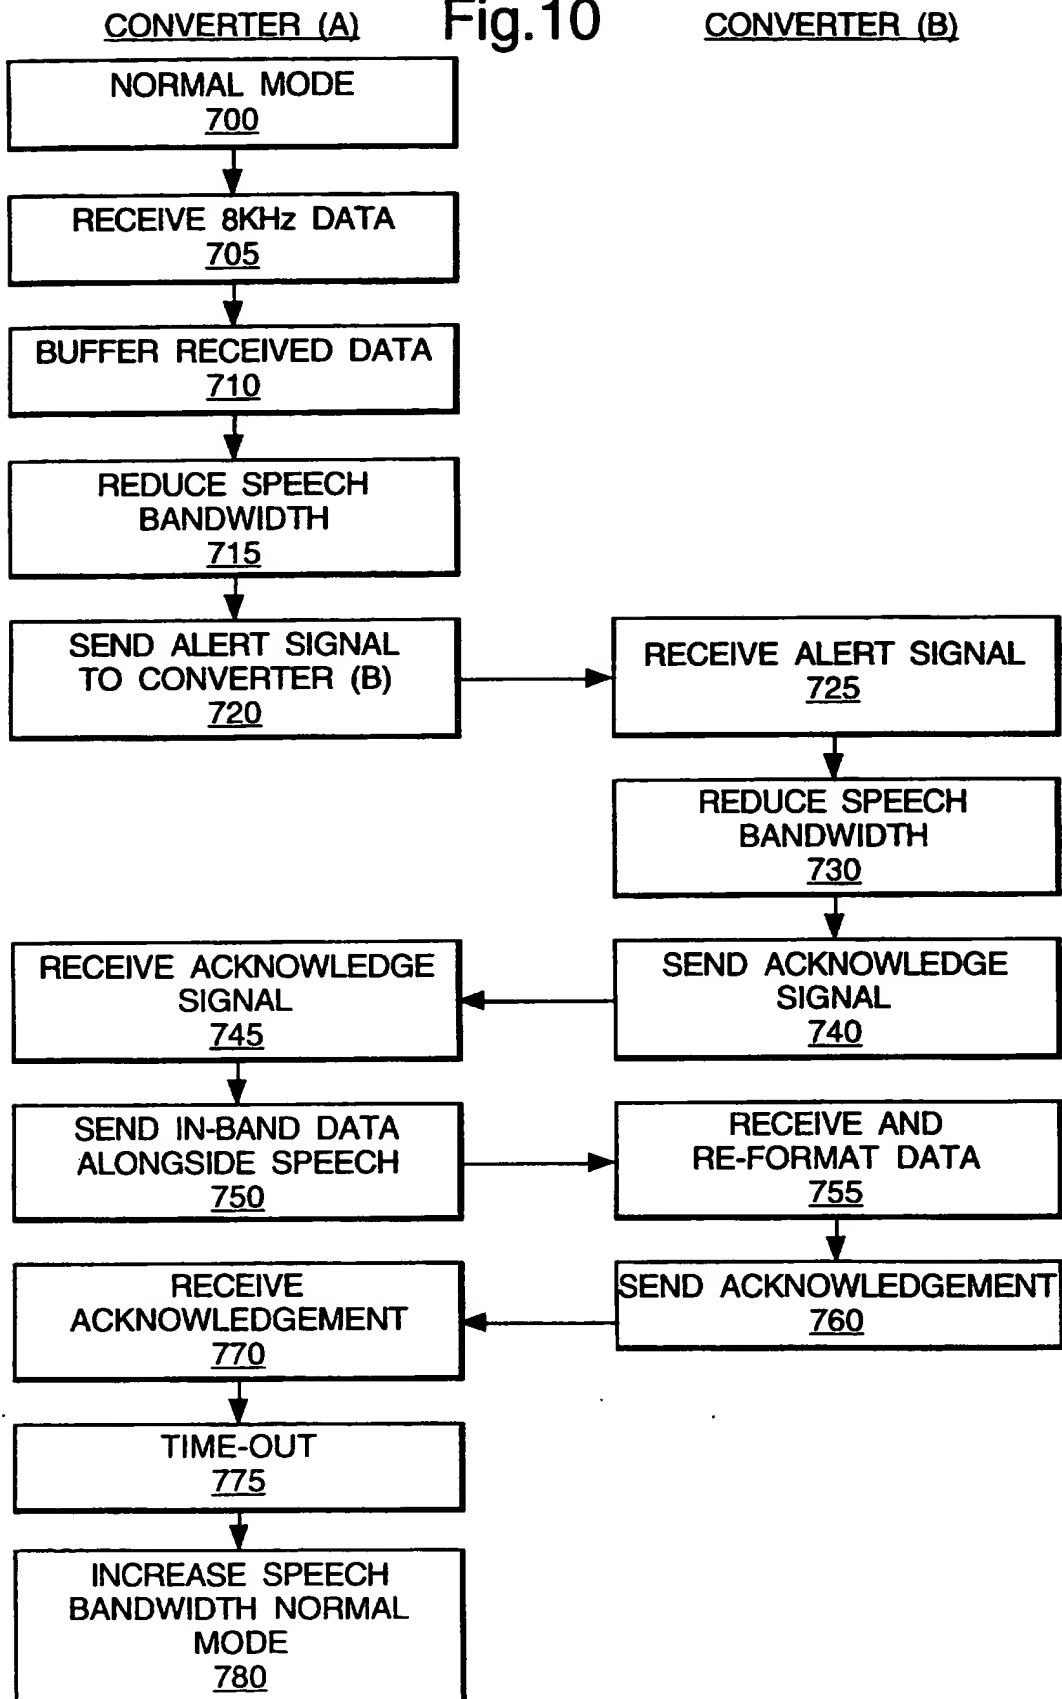 CONVERTER (A)
Fig.10
CONVERTER (B)
NORMAL MODE
700
RECEIVE 8KHz DATA
705
BUFFER RECEIVED DATA
710
REDUCE SPEECH
BANDWIDTH
715
SEND ALERT SIGNAL
TO CONVERTER (B)
720
RECEIVE ALERT SIGNAL
725
REDUCE SPEECH
BANDWIDTH
730
SEND ACKNOWLEDGE
SIGNAL
740
RECEIVE ACKNOWLEDGE
SIGNAL
745
SEND IN-BAND DATA
ALONGSIDE SPEECH
750
RECEIVE AND
RE-FORMAT DATA
755
SEND ACKNOWLEDGEMENT
760
RECEIVE
ACKNOWLEDGEMENT
770
TIME-OUT
775
INCREASE SPEECH
BANDWIDTH NORMAL
MODE
780